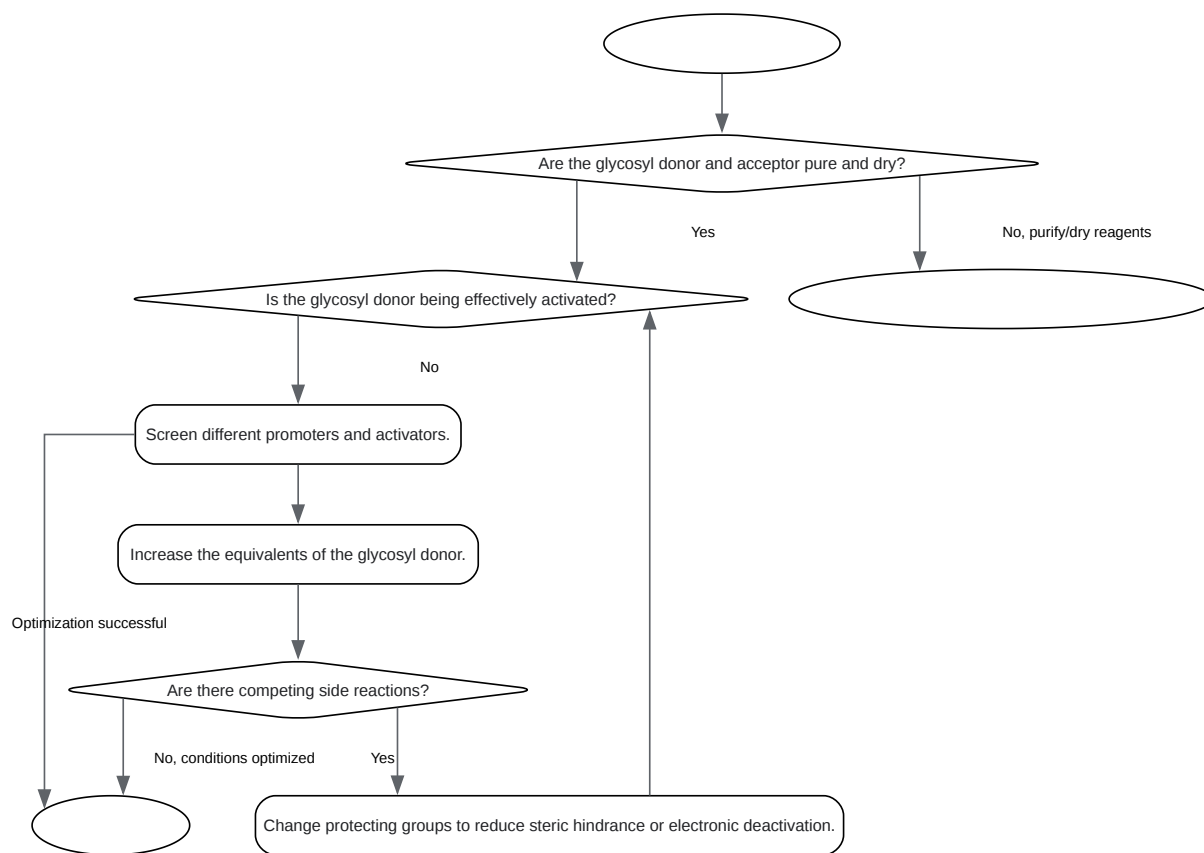 Are the glycosyl donor and acceptor pure and dry?
Yes
No, purify/dry reagents
Is the glycosyl donor being effectively activated?
No
Screen different promoters and activators.
Increase the equivalents of the glycosyl donor.
Optimization successful
Are there competing side reactions?
No, conditions optimized
Yes
Change protecting groups to reduce steric hindrance or electronic deactivation.